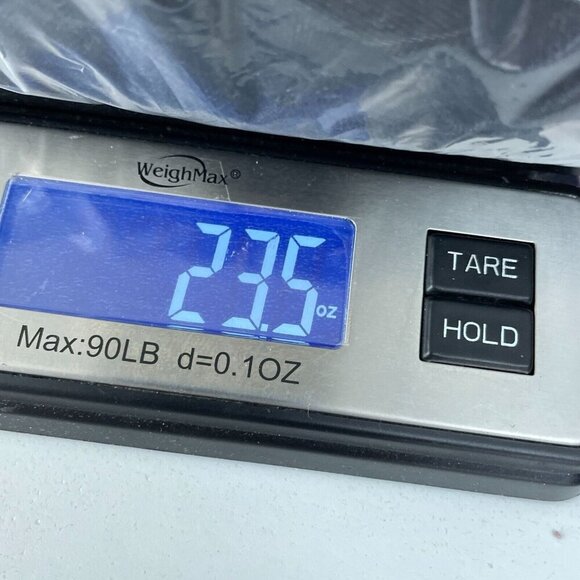 WeighMax®
23.5 oz
Max:90LB d=0.1OZ
TARE
HOLD